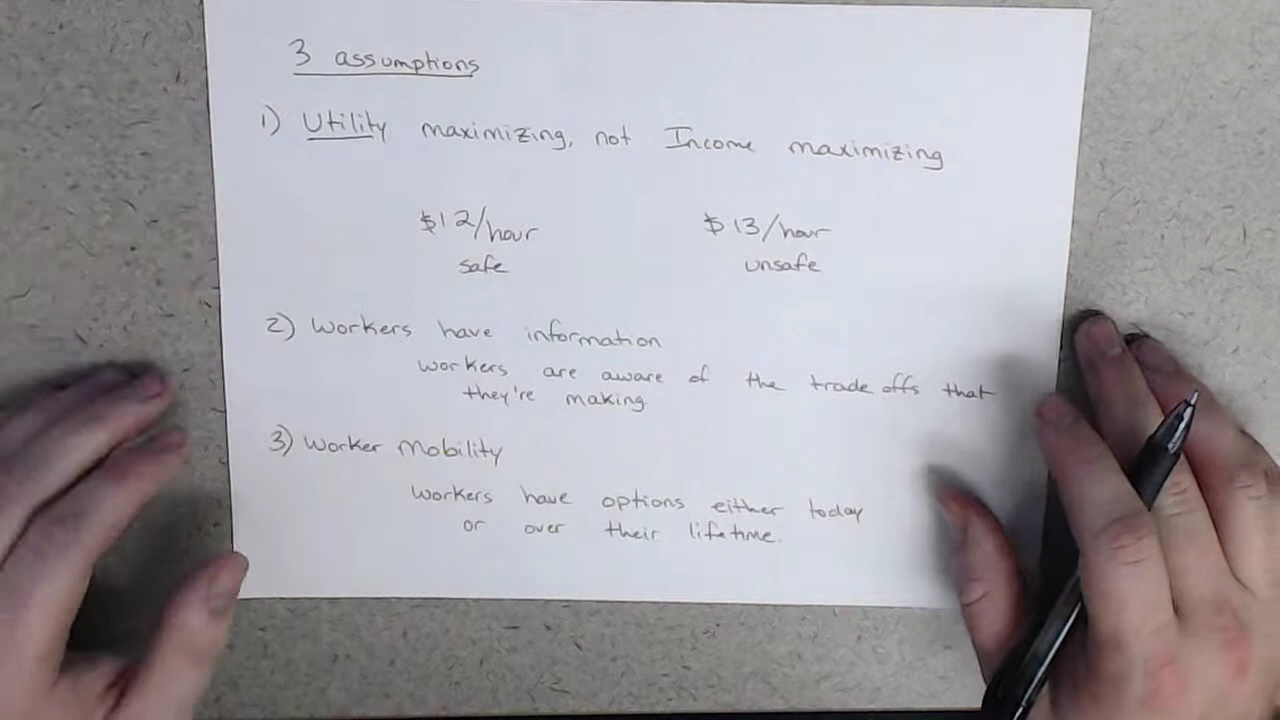 3 assumptions
1) Utility maximizing, not Income maximizing
$12/hour $13/hour
safe unsafe
2) Workers have information
workers are aware of the trade offs that
they're making.
3) Worker Mobility
Workers have options either today
or over their lifetime.